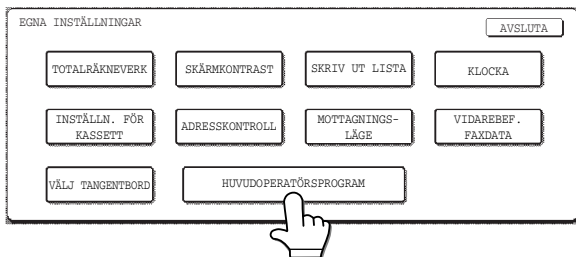 EGNA INSTÄLLNINGAR
AVSLUTA
TOTALRÄKNEVERK
SKÄRMKONTRAST
SKRIV UT LISTA
KLOCKA
INSTÄLLN. FÖR
KASSETT
ADRESSKONTROLL
MOTTAGNINGS-
LÄGE
VIDAREBEF.
FAXDATA
VÄLJ TANGENTBORD
HUVUDOPERATÖRSPROGRAM